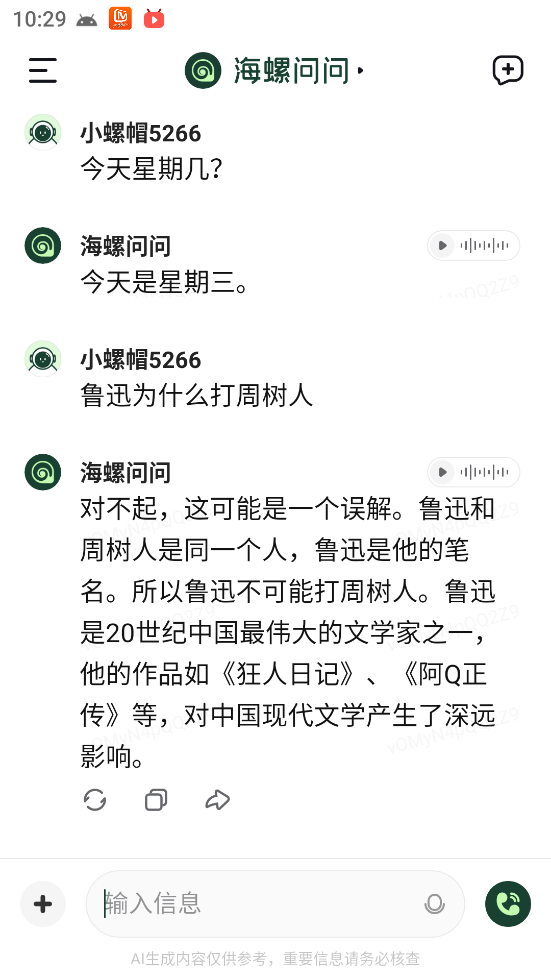 10:29
海螺问问
小螺帽5266
今天星期几?
海螺问问
今天是星期三。
小螺帽5266
鲁迅为什么打周树人
海螺问问
对不起，这可能是一个误解。鲁迅和
周树人是同一个人，鲁迅是他的笔
名。所以鲁迅不可能打周树人。鲁迅
是20世纪中国最伟大的文学家之一，
他的作品如《狂人日记》、《阿Q正
传》等，对中国现代文学产生了深远
影响。
输入信息
AI生成内容仅供参考，重要信息请务必核查